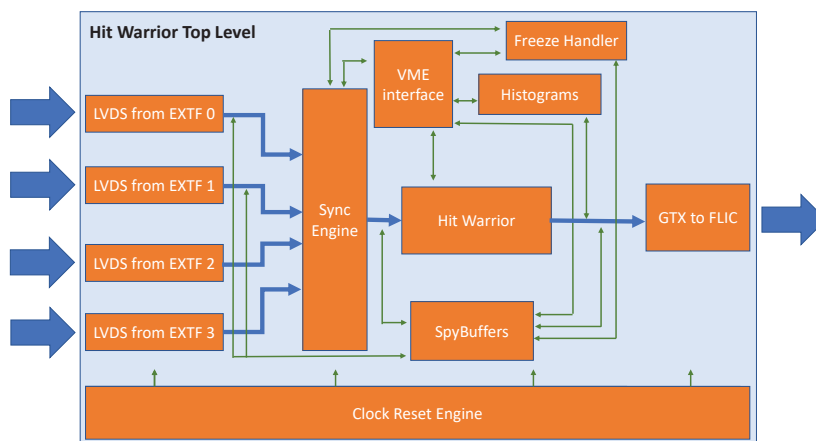 Hit Warrior Top Level
Freeze Handler
VME
interface
Histograms
LVDS from EXTF 0
LVDS from EXTF 1
Sync
Engine
Hit Warrior
GTX to FLIC
LVDS from EXTF 2
LVDS from EXTF 3
SpyBuffers
Clock Reset Engine